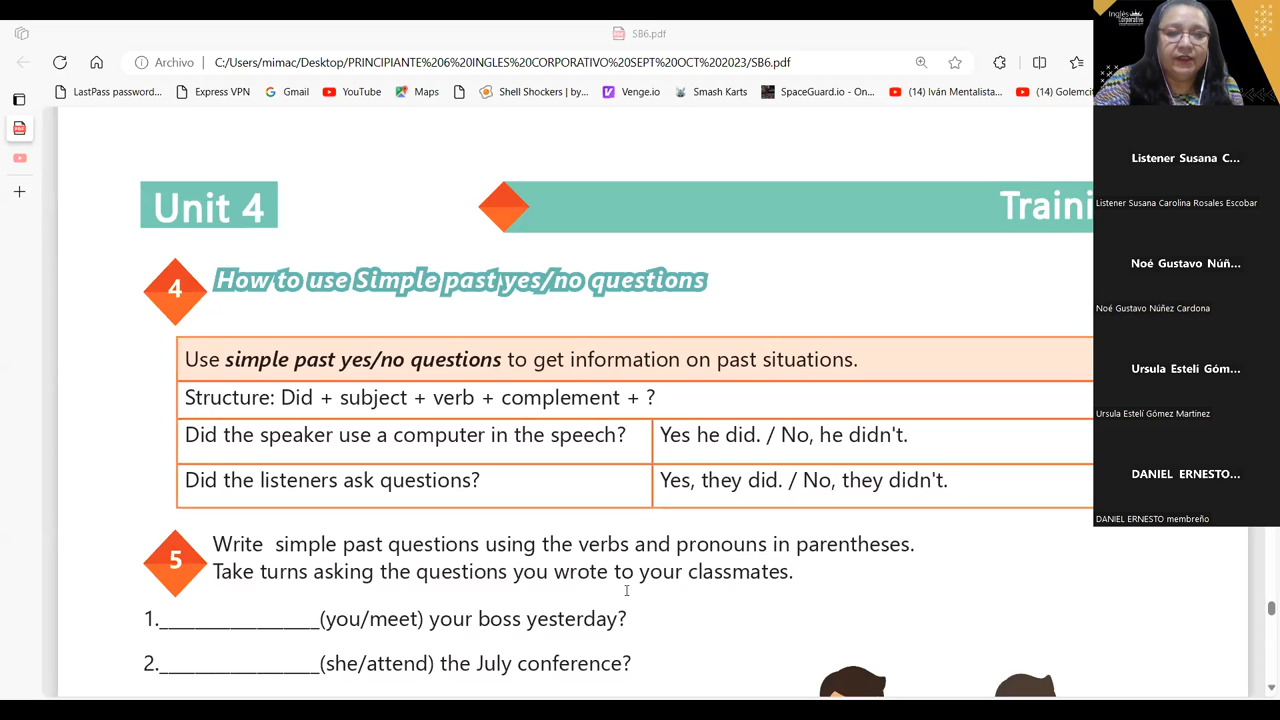 SB6.pdf
Archivo
C:/Users/mimac/Desktop/PRINCIPIANTE%206%20INGLES%20CORPORATIVO%20SEPT%20OCT%202023/SB6.pdf
LastPass password...
Express VPN
Gmail
YouTube
Maps
Shell Shockers | by...
Venge.io
Smash Karts
SpaceGuard.io - On...
(14) Iván Mentalista...
(14) Golemcit
Inglés
Corporativo
Unit 4
Traini
4
How to use Simple past yes/no questions
Use simple past yes/no questions to get information on past situations.
Structure: Did + subject + verb + complement + ?
Did the speaker use a computer in the speech?
Yes he did. / No, he didn't.
Did the listeners ask questions?
Yes, they did. / No, they didn't.
5
Write simple past questions using the verbs and pronouns in parentheses.
Take turns asking the questions you wrote to your classmates.
1._______________(you/meet) your boss yesterday?
2._______________(she/attend) the July conference?
Listener Susana C...
Listener Susana Carolina Rosales Escobar
Noé Gustavo Núñ...
Noé Gustavo Núñez Cardona
Ursula Estelí Góm...
Ursula Estelí Gómez Martinez
DANIEL ERNESTO...
DANIEL ERNESTO membreño